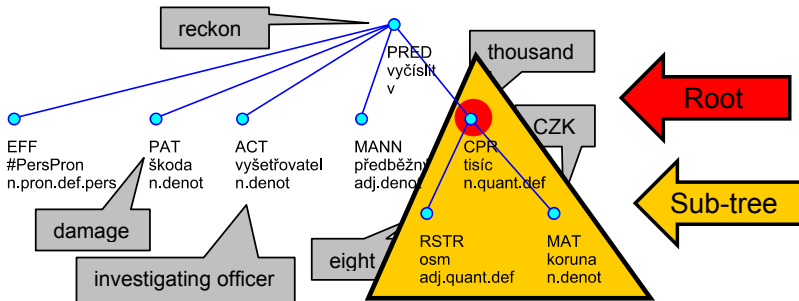 reckon
PRED
vyčíslit
v
thousand
Root
EFF
#PersPron
n.pron.def.pers
PAT
škoda
n.denot
ACT
vyšetřovatel
n.denot
MANN
předběžný
adj.denot
CPR
tisíc
n.quant.def
CZK
damage
investigating officer
eight
RSTR
osm
adj.quant.def
MAT
koruna
n.denot
Sub-tree